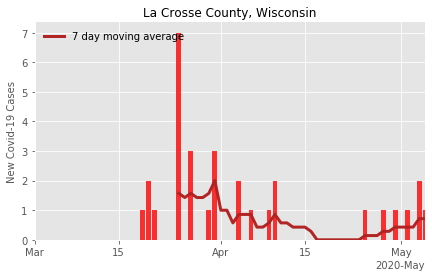 La Crosse County, Wisconsin
7 day moving average
New Covid-19 Cases
7
6
5
4
3
2
1
0
Mar
15
Apr
15
May
2020-May